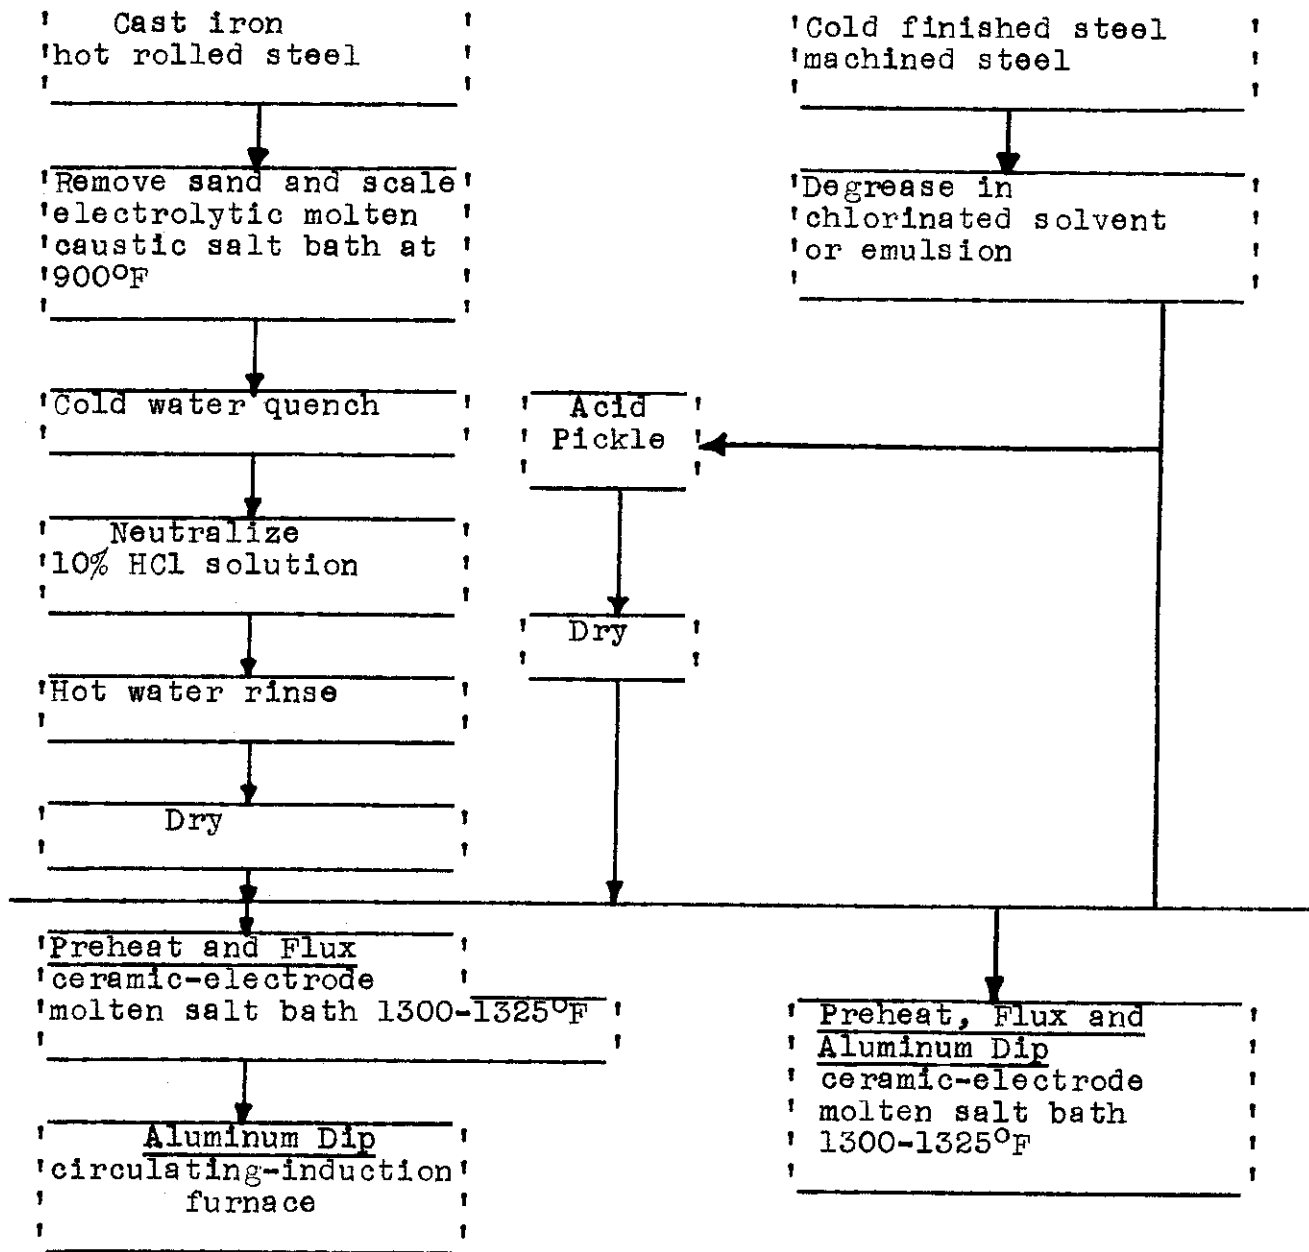 Cast iron
hot rolled steel
Cold finished steel
machined steel
Remove sand and scale
electrolytic molten
caustic salt bath at
900°F
Degrease in
chlorinated solvent
or emulsion
Cold water quench
Acid
Pickle
Neutralize
10% HCl solution
Dry
Hot water rinse
Dry
Preheat and Flux
ceramic-electrode
molten salt bath 1300-1325°F
Preheat, Flux and
Aluminum Dip
ceramic-electrode
molten salt bath
1300-1325°F
Aluminum Dip
circulating-induction
furnace